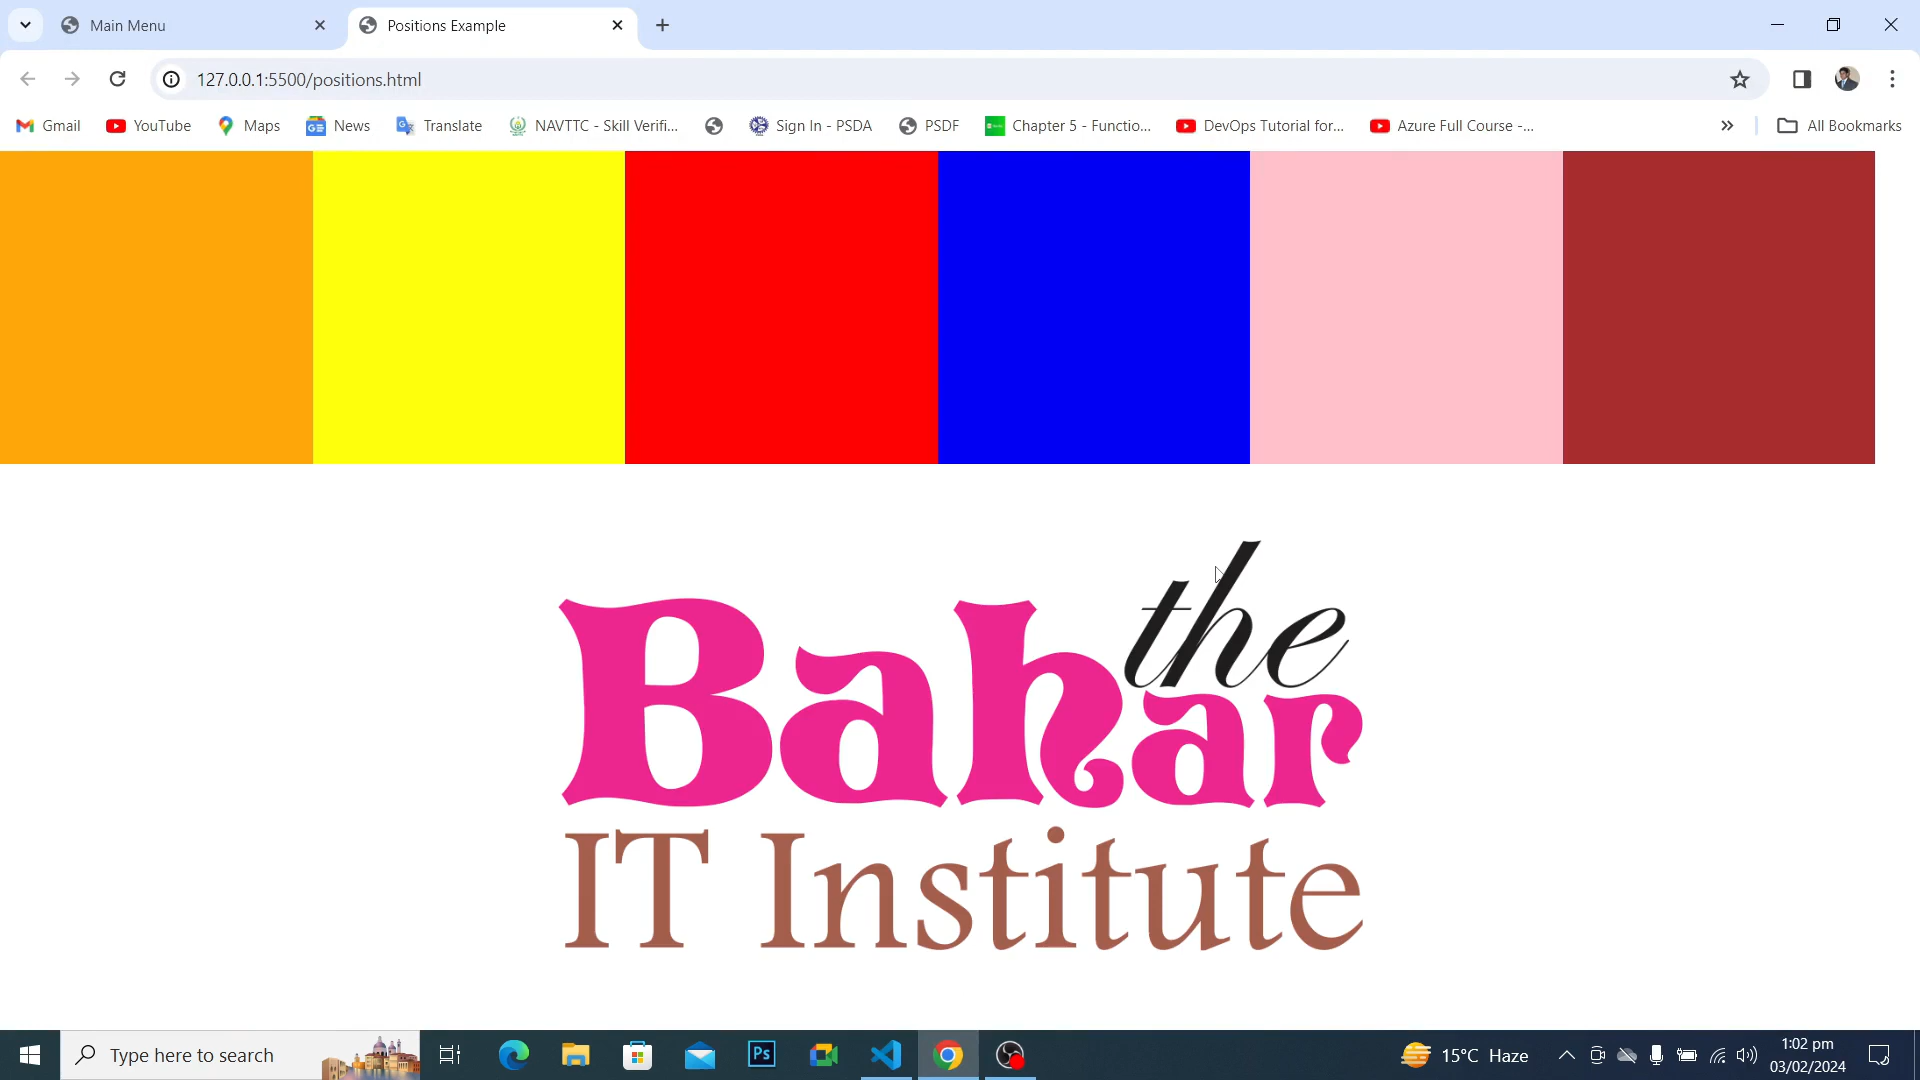 Main Menu
Positions Example
127.0.0.1:5500/positions.html
Gmail
YouTube
Maps
News
Translate
NAVTTC - Skill Verifi...
Sign In - PSDA
PSDF
Chapter 5 - Functio...
DevOps Tutorial for...
Azure Full Course -...
All Bookmarks
the
Bahar
IT Institute
Type here to search
Ps
15°C Haze
1:02 pm
03/02/2024